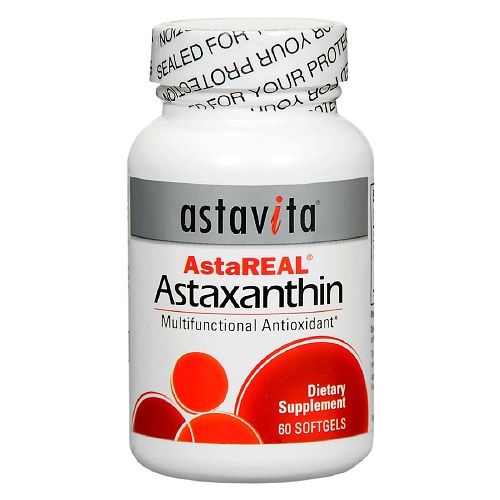 SEALED FOR YOUR PROTECTION
SEALED FOR YOUR PROTECTION
astavita®
AstaREAL®
Astaxanthin
Multifunctional Antioxidant*
Dietary
Supplement
60 SOFTGELS